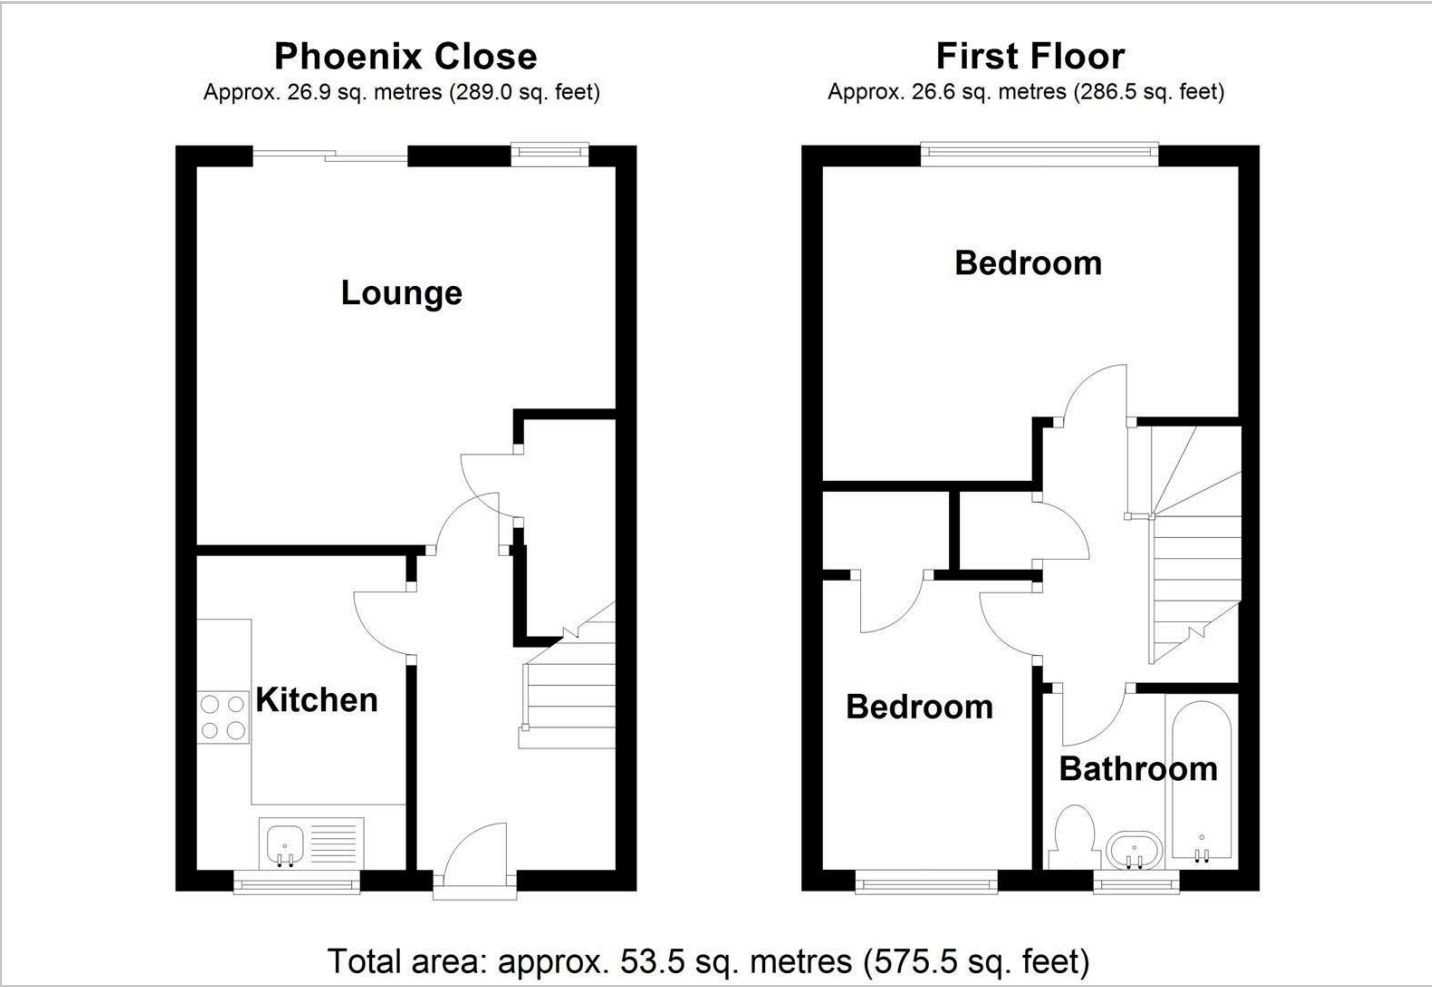 Phoenix Close
Approx. 26.9 sq. metres (289.0 sq. feet)
Lounge
Kitchen
First Floor
Approx. 26.6 sq. metres (286.5 sq. feet)
Bedroom
Bedroom
Bathroom
Total area: approx. 53.5 sq. metres (575.5 sq. feet)